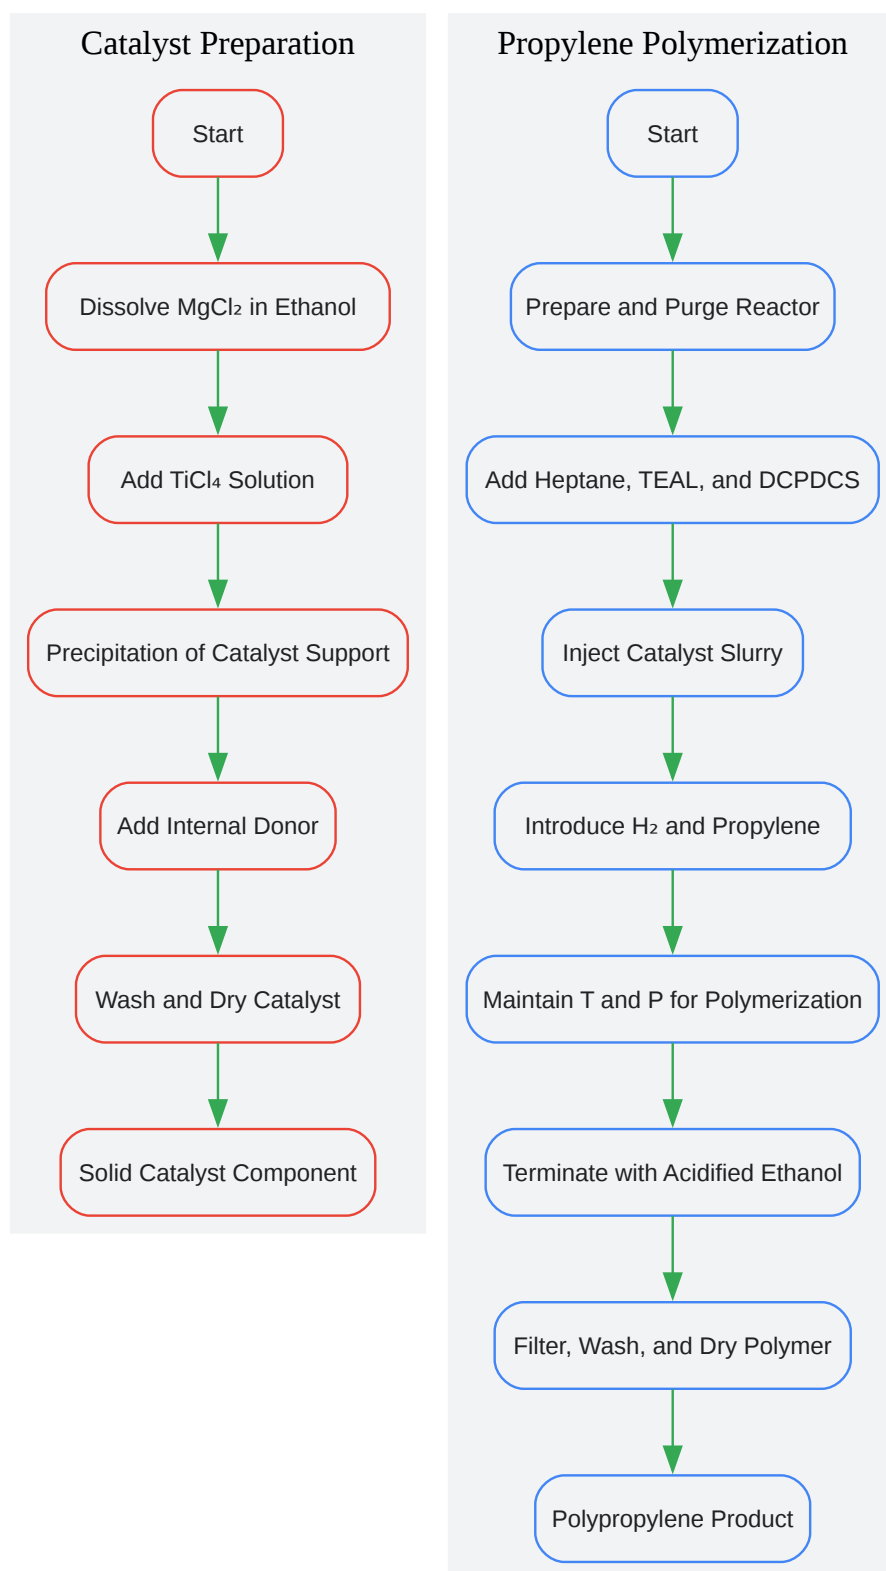 Catalyst Preparation
Start
Dissolve MgCl₂ in Ethanol
Add TiCl₄ Solution
Precipitation of Catalyst Support
Add Internal Donor
Wash and Dry Catalyst
Solid Catalyst Component
Propylene Polymerization
Start
Prepare and Purge Reactor
Add Heptane, TEAL, and DCPDCS
Inject Catalyst Slurry
Introduce H₂ and Propylene
Maintain T and P for Polymerization
Terminate with Acidified Ethanol
Filter, Wash, and Dry Polymer
Polypropylene Product